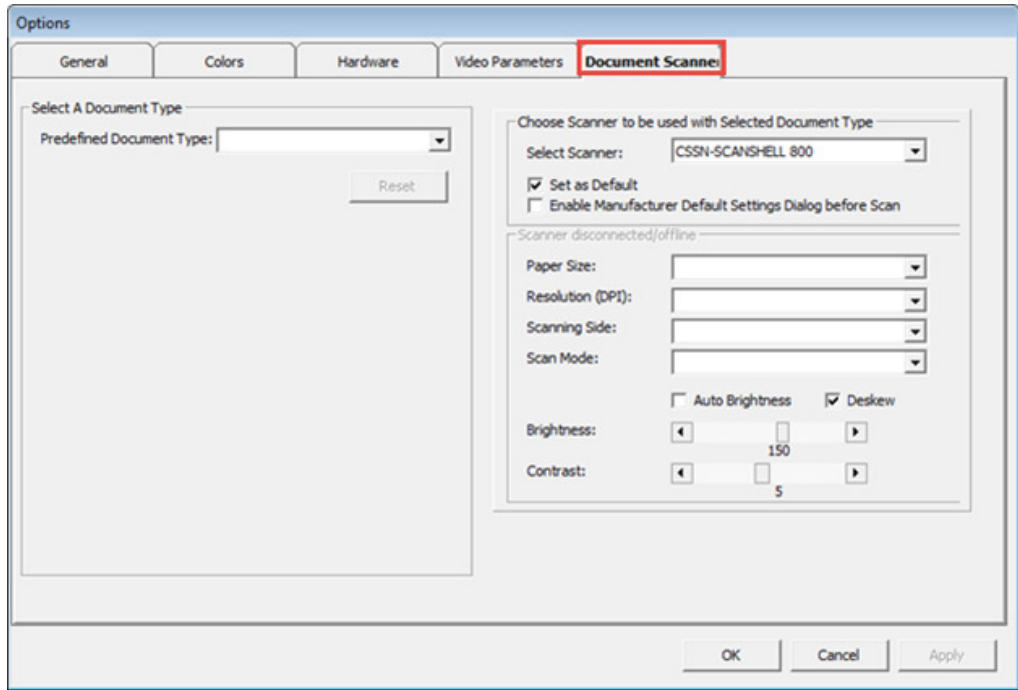 Options
General Colors Hardware Video Parameters Document Scanner
Select A Document Type
Predefined Document Type:
Reset
Choose Scanner to be used with Selected Document Type
Select Scanner: CSSN-SCANSHELL 800
Set as Default
Enable Manufacturer Default Settings Dialog before Scan
Scanner disconnected/offline
Paper Size:
Resolution (DPI):
Scanning Side:
Scan Mode:
Auto Brightness Deskew
Brightness:
150
Contrast:
5
OK Cancel Apply